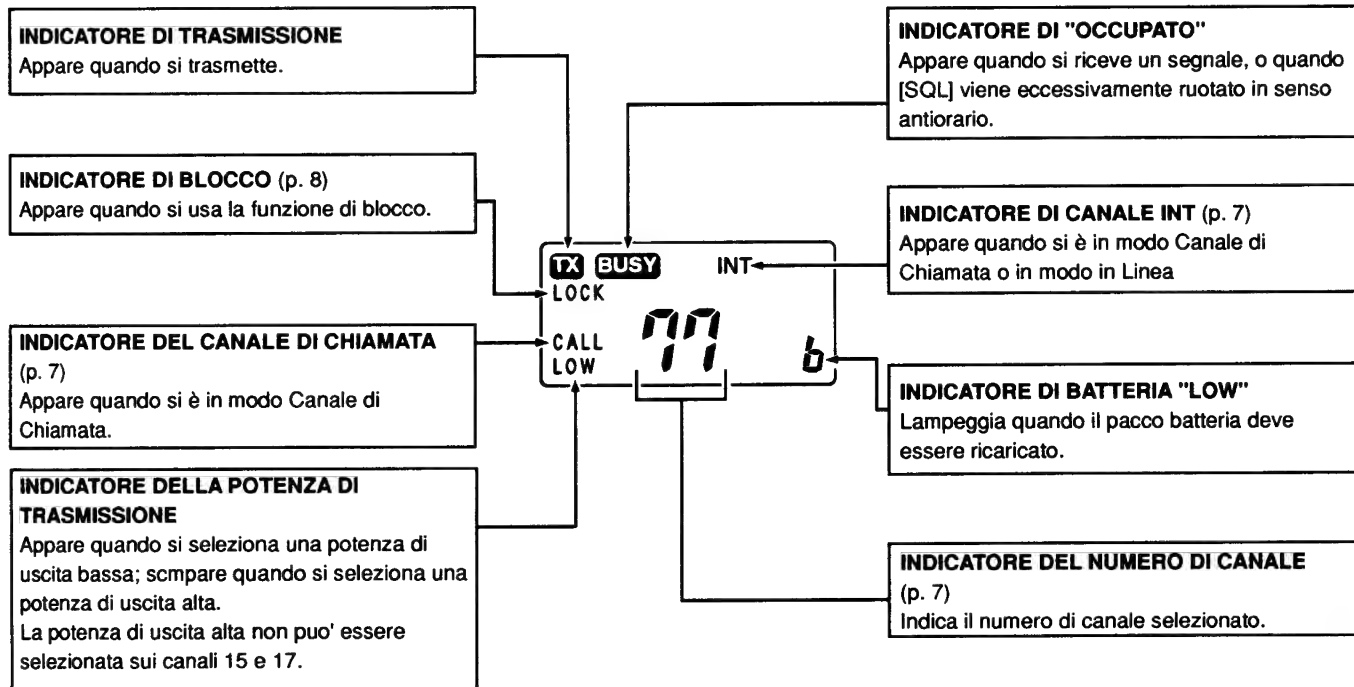 INDICATORE DI TRASMISSIONE
Appare quando si trasmette.
INDICATORE DI BLOCCO (p. 8)
Appare quando si usa la funzione di blocco.
INDICATORE DEL CANALE DI CHIAMATA
(p. 7)
Appare quando si è in modo Canale di
Chiamata.
INDICATORE DELLA POTENZA DI
TRASMISSIONE
Appare quando si seleziona una potenza di
uscita bassa; scmpare quando si seleziona una
potenza di uscita alta.
La potenza di uscita alta non puo' essere
selezionata sui canali 15 e 17.
TX BUSY INT
LOCK
CALL
LOW
77
b
INDICATORE DI "OCCUPATO"
Appare quando si riceve un segnale, o quando
[SQL] viene eccessivamente ruotato in senso
antiorario.
INDICATORE DI CANALE INT (p. 7)
Appare quando si è in modo Canale di
Chiamata o in modo in Linea
INDICATORE DI BATTERIA "LOW"
Lampeggia quando il pacco batteria deve
essere ricaricato.
INDICATORE DEL NUMERO DI CANALE
(p. 7)
Indica il numero di canale selezionato.